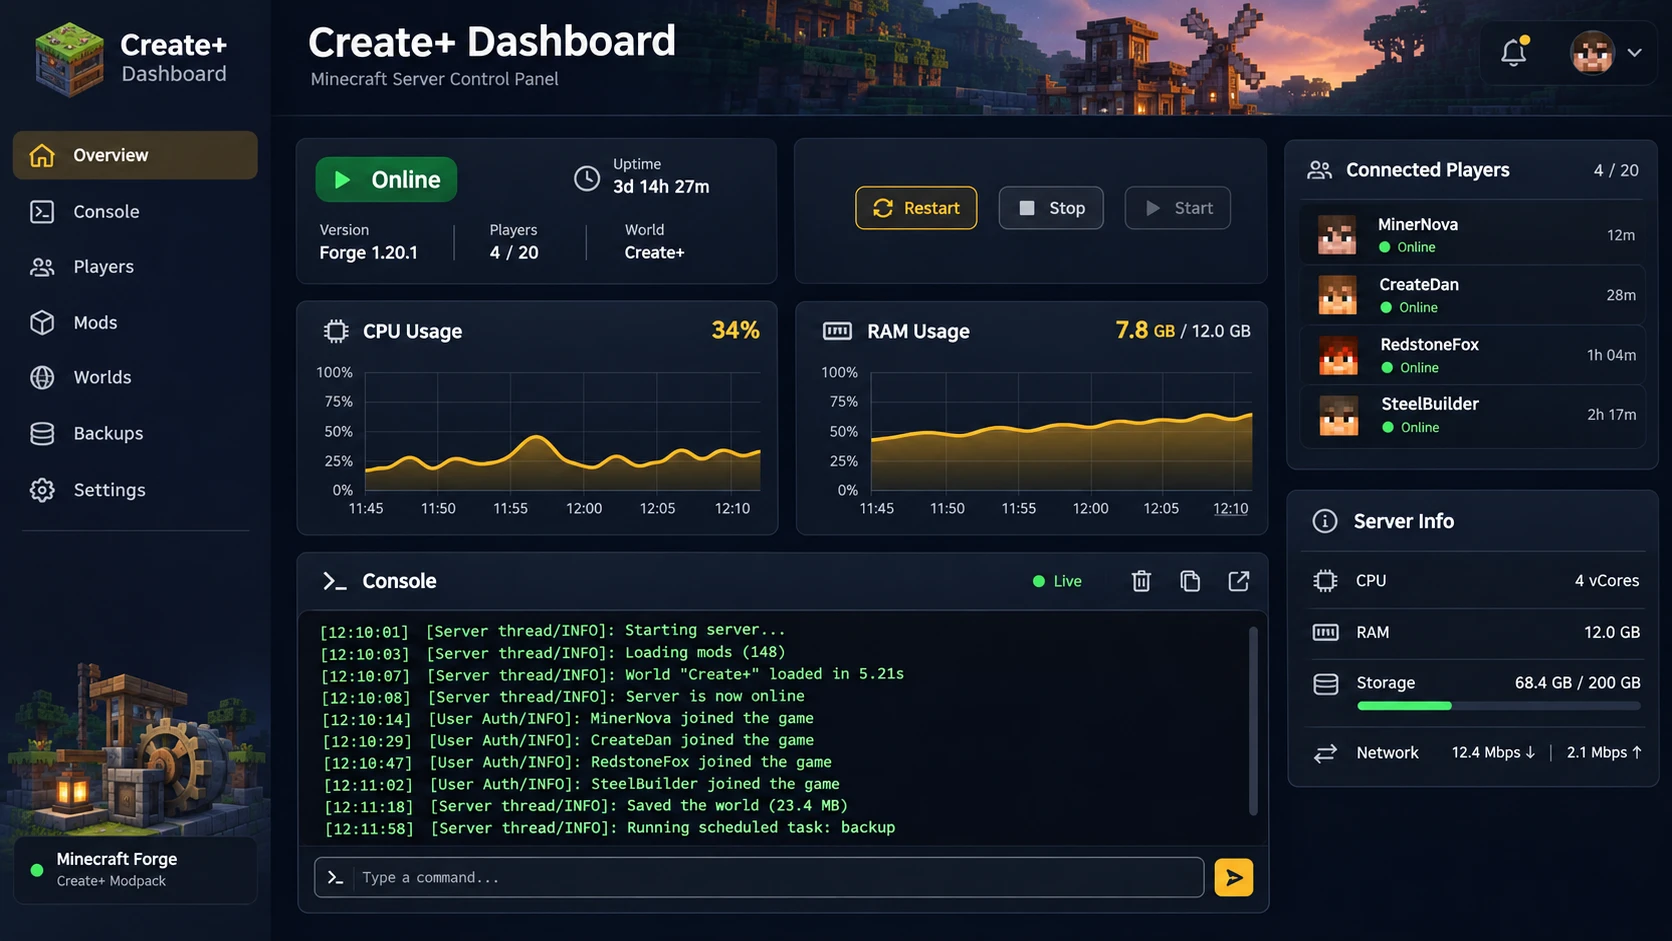 Create+
Dashboard
Overview
Console
Players
Mods
Worlds
Backups
Settings
Minecraft Forge
Create+ Modpack
Create+ Dashboard
Minecraft Server Control Panel
Online
Uptime
3d 14h 27m
Version
Forge 1.20.1
Players
4 / 20
World
Create+
Restart
Stop
Start
CPU Usage
34%
100%
75%
50%
25%
0%
11:45 11:50 11:55 12:00 12:05 12:10
RAM Usage
7.8 GB / 12.0 GB
100%
75%
50%
25%
0%
11:45 11:50 11:55 12:00 12:05 12:10
Console
Live
[12:10:01] [Server thread/INFO]: Starting server...
[12:10:03] [Server thread/INFO]: Loading mods (148)
[12:10:07] [Server thread/INFO]: World "Create+" loaded in 5.21s
[12:10:08] [Server thread/INFO]: Server is now online
[12:10:14] [User Auth/INFO]: MinerNova joined the game
[12:10:29] [User Auth/INFO]: CreateDan joined the game
[12:10:47] [User Auth/INFO]: RedstoneFox joined the game
[12:11:02] [User Auth/INFO]: SteelBuilder joined the game
[12:11:18] [Server thread/INFO]: Saved the world (23.4 MB)
[12:11:58] [Server thread/INFO]: Running scheduled task: backup
Type a command...
Connected Players 4 / 20
MinerNova
Online
12m
CreateDan
Online
28m
RedstoneFox
Online
1h 04m
SteelBuilder
Online
2h 17m
Server Info
CPU 4 vCores
RAM 12.0 GB
Storage 68.4 GB / 200 GB
Network 12.4 Mbps ↓ | 2.1 Mbps ↑